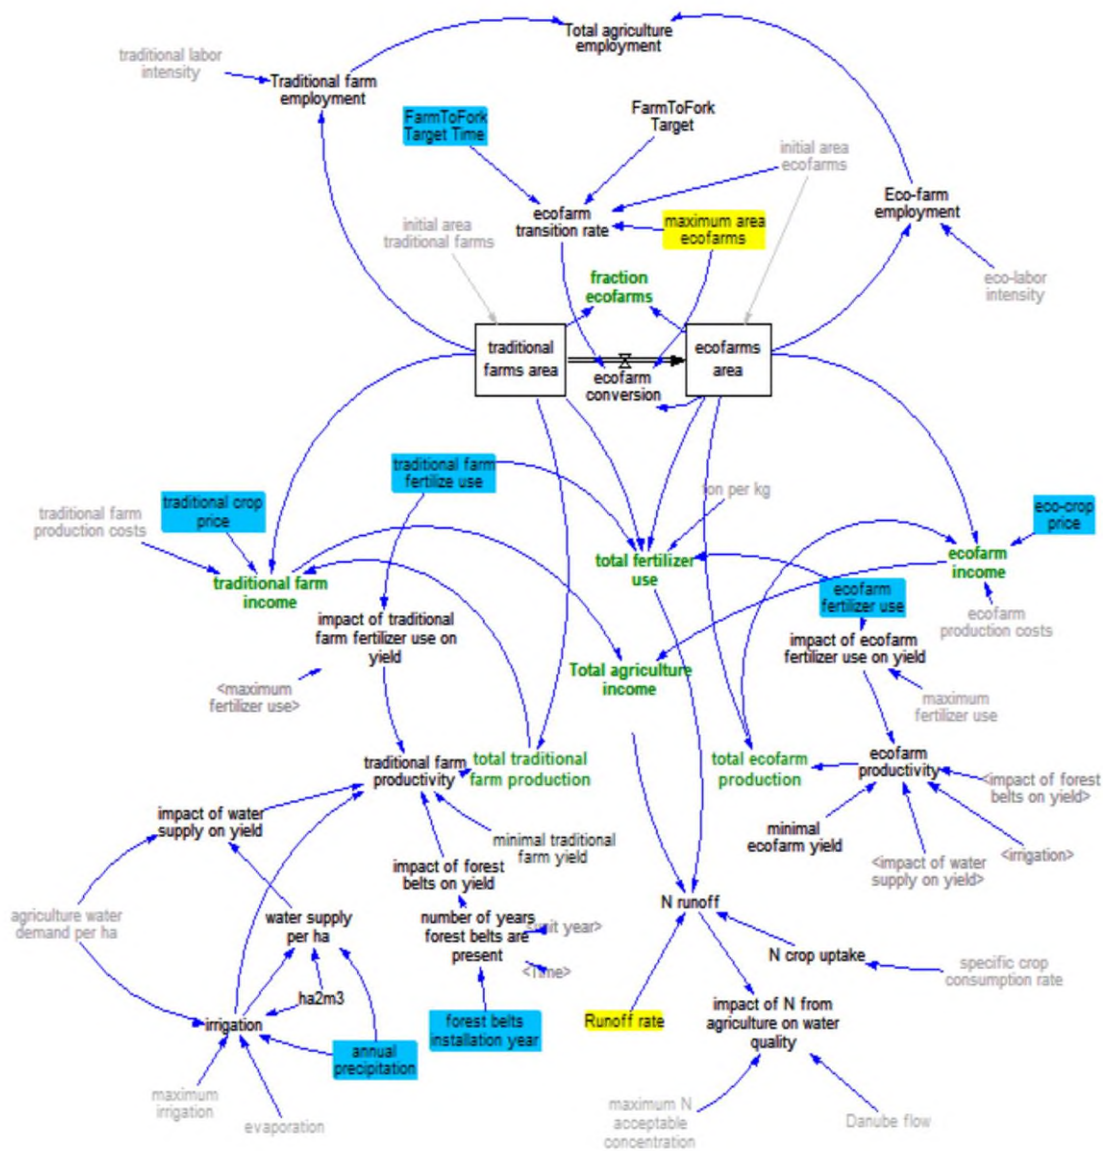 Total agriculture
employment
traditional labor
intensity
Traditional farm
employment
FarmToFork
Target Time
FarmToFork
Target
initial area
ecofarms
Eco-farm
employment
ecofarm
transition rate
maximum area
ecofarms
initial area
traditional farms
eco-labor
intensity
fraction
ecofarms
traditional
farms area
ecofarms
area
ecofarm
conversion
traditional farm
fertilize use
ton per kg
traditional crop
price
eco-crop
price
traditional farm
production costs
traditional farm
income
total fertilizer
use
ecofarm
income
ecofarm
fertilizer use
ecofarm
production costs
impact of traditional
farm fertilizer use on
yield
impact of ecofarm
fertilizer use on yield
Total agriculture
income
<maximum
fertilizer use>
maximum
fertilizer use
traditional farm
productivity
total traditional
farm production
total ecofarm
production
ecofarm
productivity
<impact of forest
belts on yield>
impact of water
supply on yield
minimal traditional
farm yield
minimal
ecofarm yield
<irrigation>
<impact of water
supply on yield>
impact of forest
belts on yield
N runoff
agriculture water
demand per ha
water supply
per ha
number of years
forest belts are
present
<unit year>
<Time>
N crop uptake
specific crop
consumption rate
ha2m3
irrigation
forest belts
installation year
Runoff rate
impact of N from
agriculture on water
quality
annual
precipitation
maximum
irrigation
evaporation
maximum N
acceptable
concentration
Danube flow